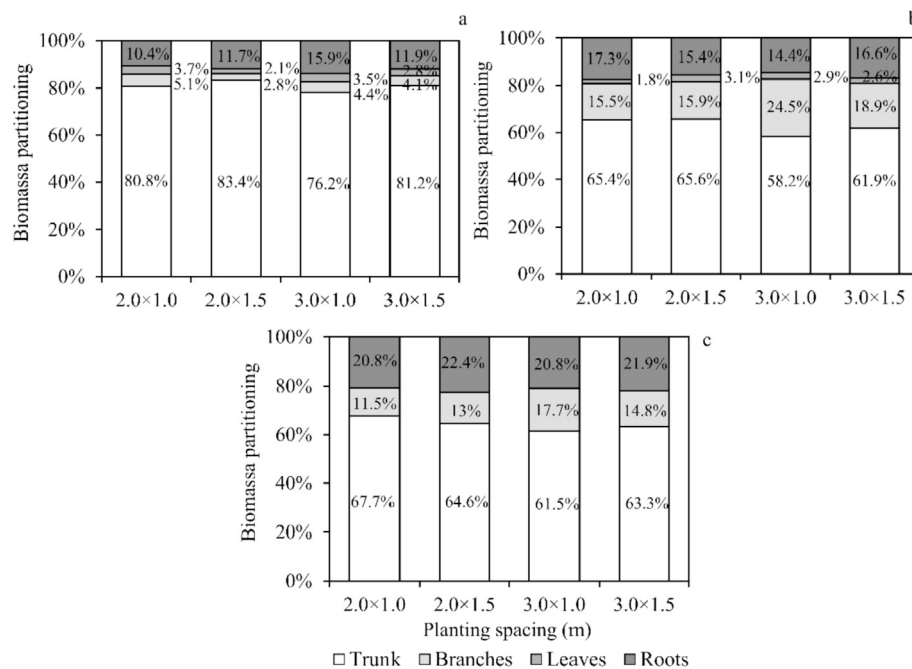 a
Biomassa partitioning
100%
80%
60%
40%
20%
0%
10.4% 11.7% 15.9% 11.9%
3.7% 2.1% 3.5% 2.8%
5.1% 2.8% 4.4% 4.1%
80.8% 83.4% 76.2% 81.2%
2.0×1.0 2.0×1.5 3.0×1.0 3.0×1.5
b
Biomassa partitioning
100%
80%
60%
40%
20%
0%
17.3% 15.4% 14.4% 16.6%
1.8% 3.1% 2.9% 2.6%
15.5% 15.9% 24.5% 18.9%
65.4% 65.6% 58.2% 61.9%
2.0×1.0 2.0×1.5 3.0×1.0 3.0×1.5
c
Biomassa partitioning
100%
80%
60%
40%
20%
0%
20.8% 22.4% 20.8% 21.9%
11.5% 13% 17.7% 14.8%
67.7% 64.6% 61.5% 63.3%
2.0×1.0 2.0×1.5 3.0×1.0 3.0×1.5
Planting spacing (m)
Trunk Branches Leaves Roots